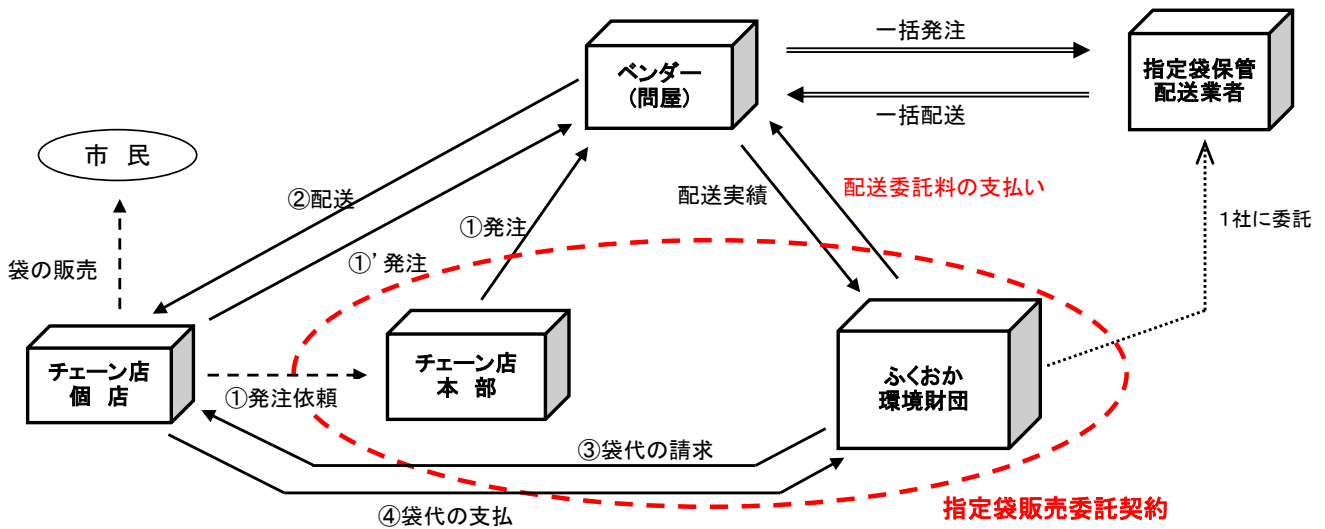 一括発注
ベンダー
(問屋)
指定袋保管
配送業者
一括配送
市 民
②配送
配送実績
配送委託料の支払い
①発注
1社に委託
①’発注
袋の販売
チェーン店
個 店
チェーン店
本 部
ふくおか
環境財団
①発注依頼
③袋代の請求
④袋代の支払
指定袋販売委託契約